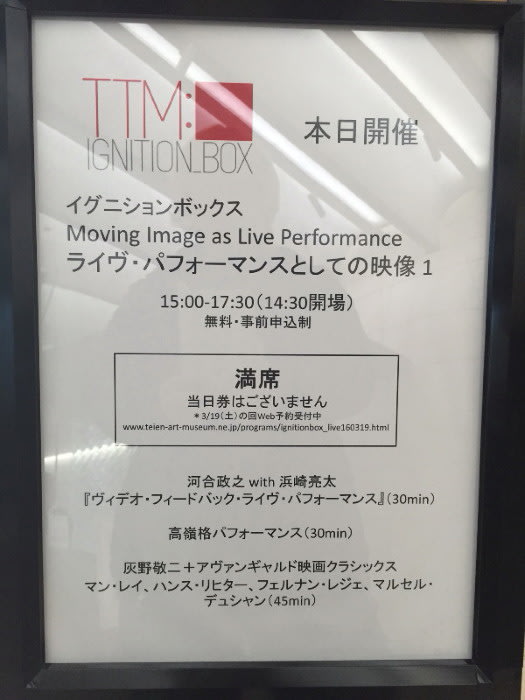 TTM:
IGNITION_BOX
本日開催
イグニションボックス
Moving Image as Live Performance
ライヴ・パフォーマンスとしての映像 1
15:00-17:30（14:30開場）
無料・事前申込制
満席
当日券はございません
＊3/19（土）の回Web予約受付中
www.teien-art-museum.ne.jp/programs/ignitionbox_live160319.html
河合政之 with 浜崎亮太
『ヴィデオ・フィードバック・ライヴ・パフォーマンス』（30min）
高嶺格パフォーマンス（30min）
灰野敬二＋アヴァンギャルド映画クラシックス
マン・レイ、ハンス・リヒター、フェルナン・レジェ、マルセル・
デュシャン（45min）